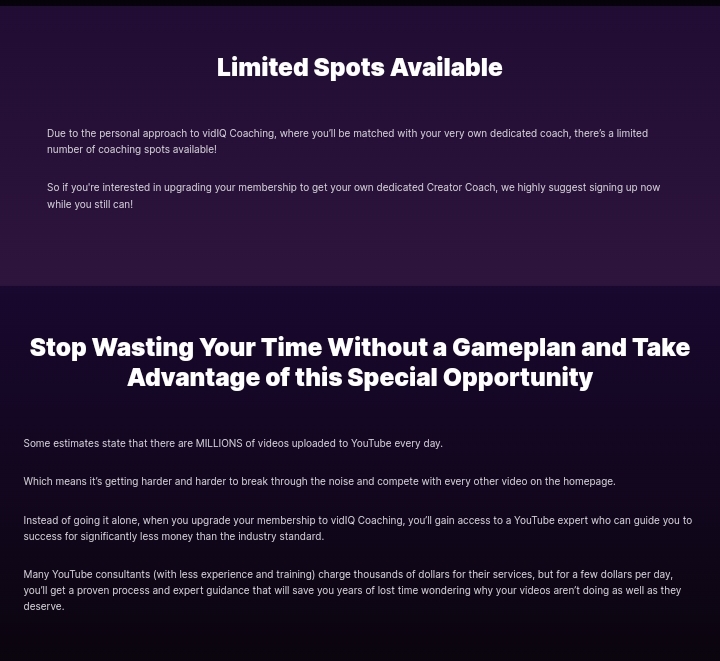 Limited Spots Available
Due to the personal approach to vidIQ Coaching, where you'll be matched with your very own dedicated coach, there's a limited
number of coaching spots available!
So if you're interested in upgrading your membership to get your own dedicated Creator Coach, we highly suggest signing up now
while you still can!
Stop Wasting Your Time Without a Gameplan and Take
Advantage of this Special Opportunity
Some estimates state that there are MILLIONS of videos uploaded to YouTube every day.
Which means it's getting harder and harder to break through the noise and compete with every other video on the homepage.
Instead of going it alone, when you upgrade your membership to vidIQ Coaching, you'll gain access to a YouTube expert who can guide you to
success for significantly less money than the industry standard.
Many YouTube consultants (with less experience and training) charge thousands of dollars for their services, but for a few dollars per day,
you'll get a proven process and expert guidance that will save you years of lost time wondering why your videos aren't doing as well as they
deserve.